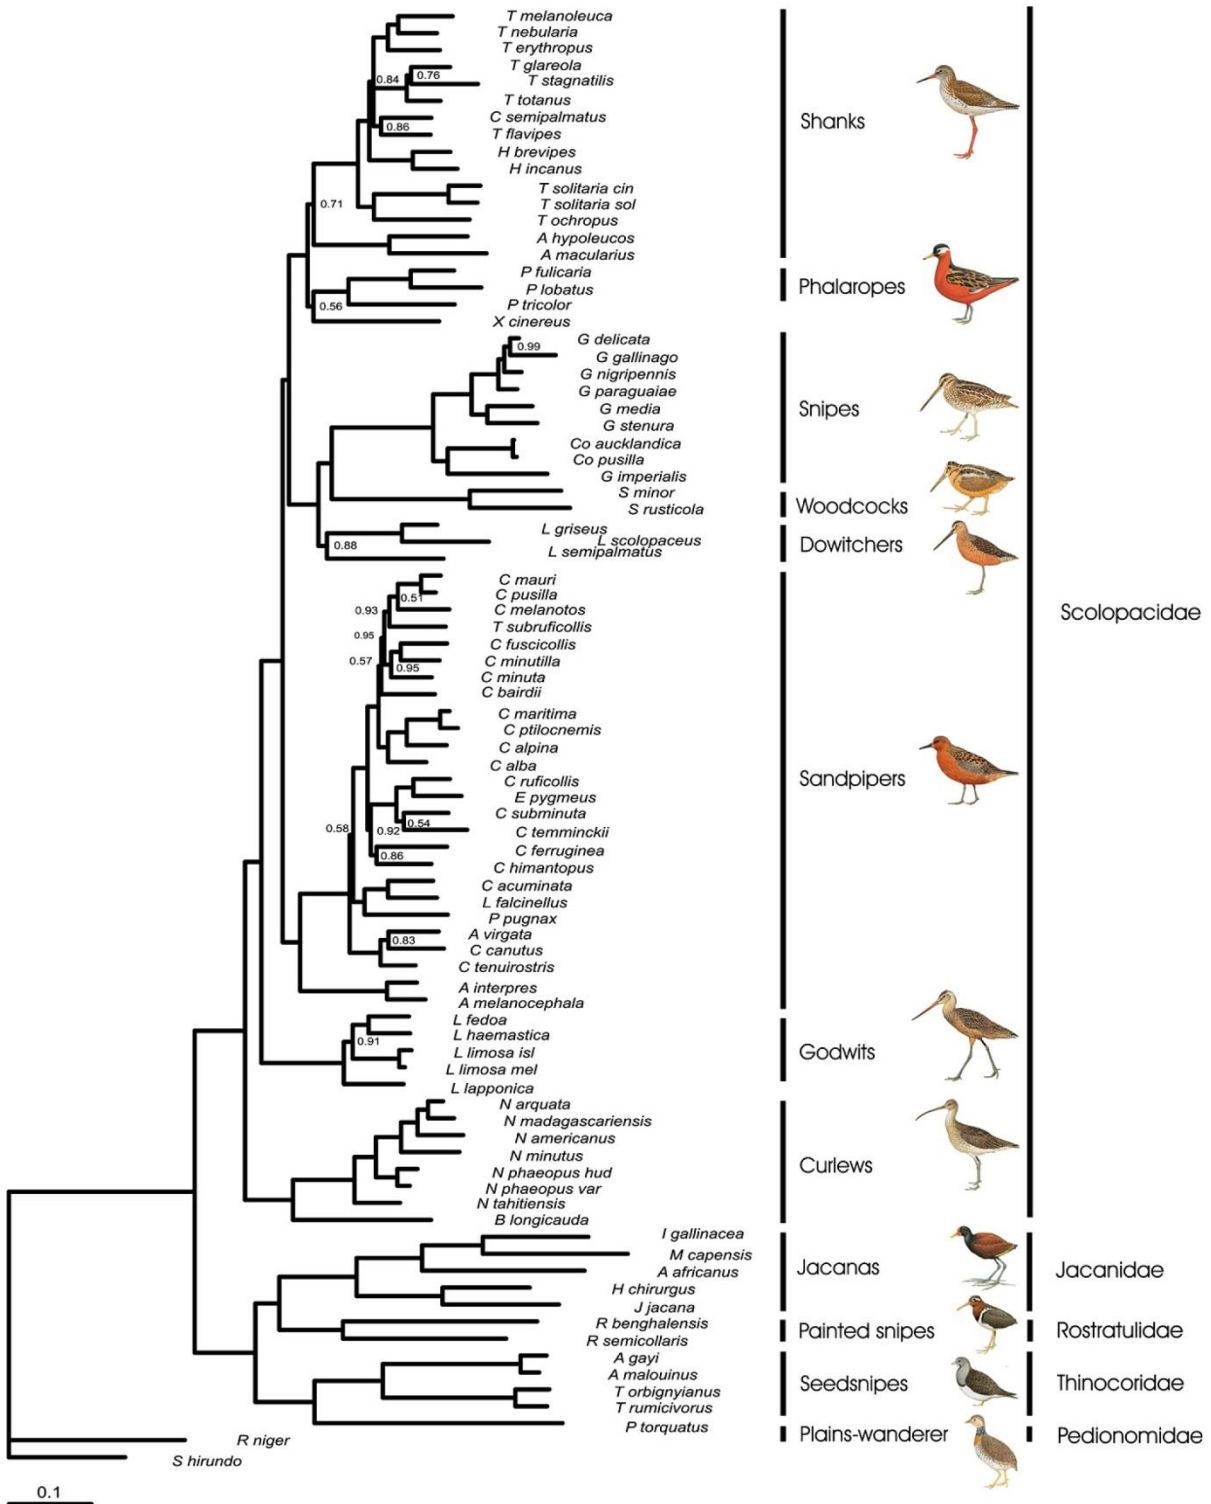 T melanoleuca
T nebularia
T erythropus
T glareola
0.84
0.76
T stagnatilis
T totanus
C semipalmatus
0.86
T flavipes
Shanks
H brevipes
H incanus
T solitaria cin
T solitaria sol
0.71
T ochropus
A hypoleucos
A macularius
P fulicaria
P lobatus
Phalaropes
0.56
P tricolor
X cinereus
G delicata
0.99
G gallinago
G nigripennis
G paraguaiae
G media
Snipes
G stenura
Co aucklandica
Co pusilla
G imperialis
S minor
S rusticola
Woodcocks
L griseus
L scolopaceus
0.88
L semipalmatus
Dowitchers
C mauri
C pusilla
0.51
0.93
C melanotos
Scolopacidae
T subruficollis
0.95
C fuscicollis
0.57
C minutilla
0.95
C minuta
C bairdii
C maritima
C ptilocnemis
C alpina
C alba
C ruficollis
Sandpipers
E pygmeus
C subminuta
0.58
0.92
0.54
C temminckii
C ferruginea
0.86
C himantopus
C acuminata
L falcinellus
P pugnax
A virgata
0.83
C canutus
C tenuirostris
A interpres
A melanocephala
L fedoa
L haemastica
0.91
L limosa isl
Godwits
L limosa mel
L lapponica
N arquata
N madagascariensis
N americanus
N minutus
Curlews
N phaeopus hud
N phaeopus var
N tahitiensis
B longicauda
I gallinacea
M capensis
Jacanas
Jacanidae
A africanus
H chirurgus
J jacana
R benghalensis
Painted snipes
Rostratulidae
R semicollaris
A gayi
A malouinus
Seedsnipes
Thinocoridae
T orbignyianus
T rumicivorus
P torquatus
Plains-wanderer
Pedionomidae
R niger
S hirundo
0.1